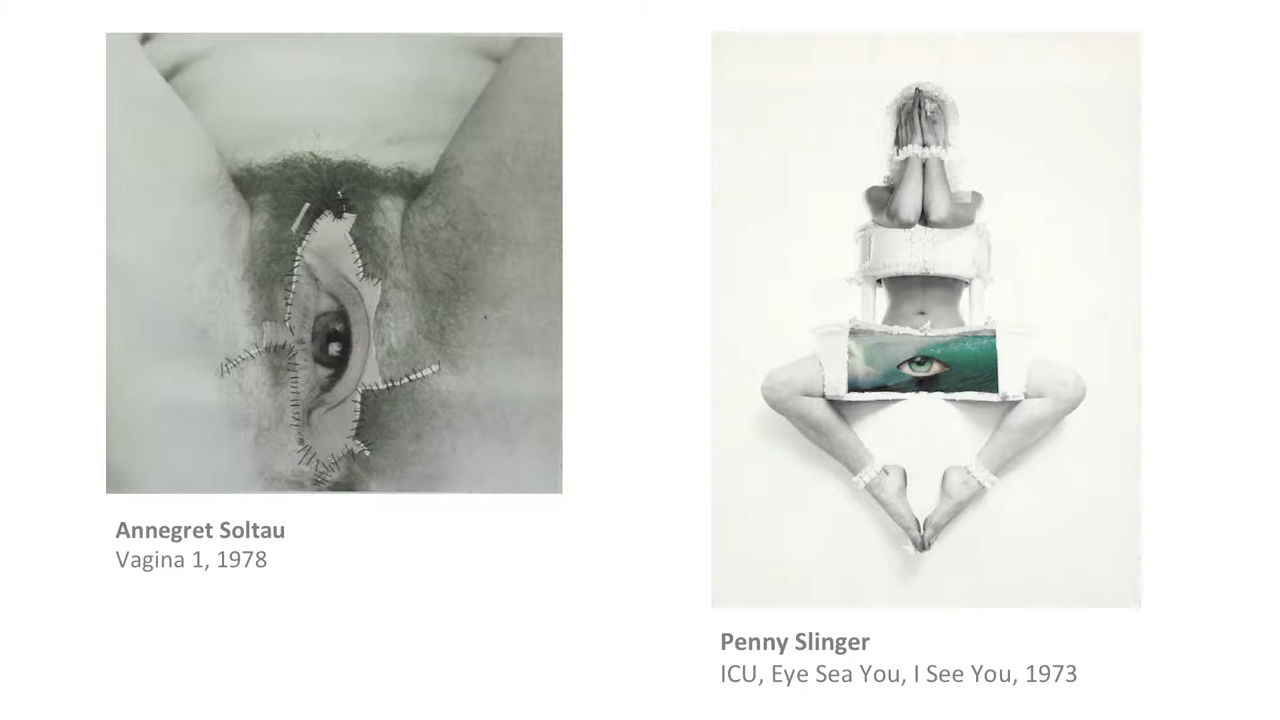 Annegret Soltau
Vagina 1, 1978
Penny Slinger
ICU, Eye Sea You, I See You, 1973